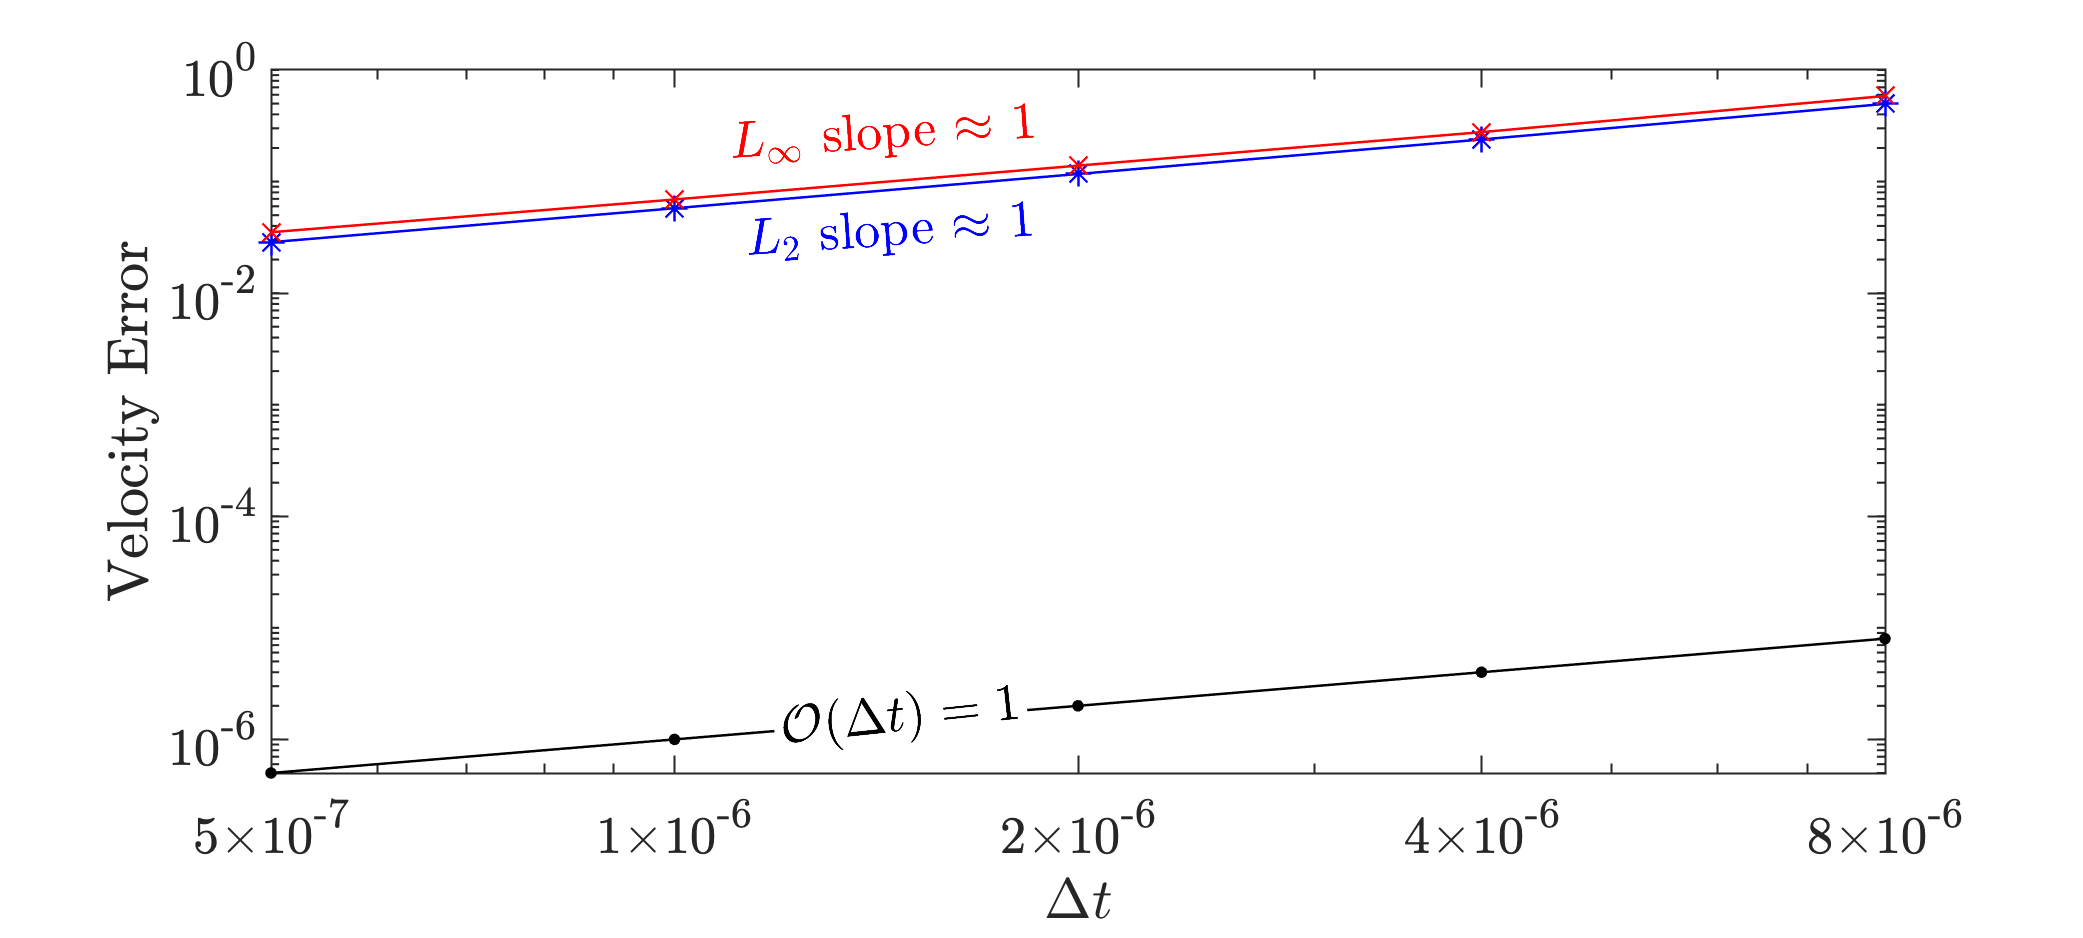 10^0
10^-2
10^-4
10^-6
Velocity Error
L_∞ slope ≈ 1
L_2 slope ≈ 1
𝒪(Δt) = 1
5×10^-7 1×10^-6 2×10^-6 4×10^-6 8×10^-6
Δt